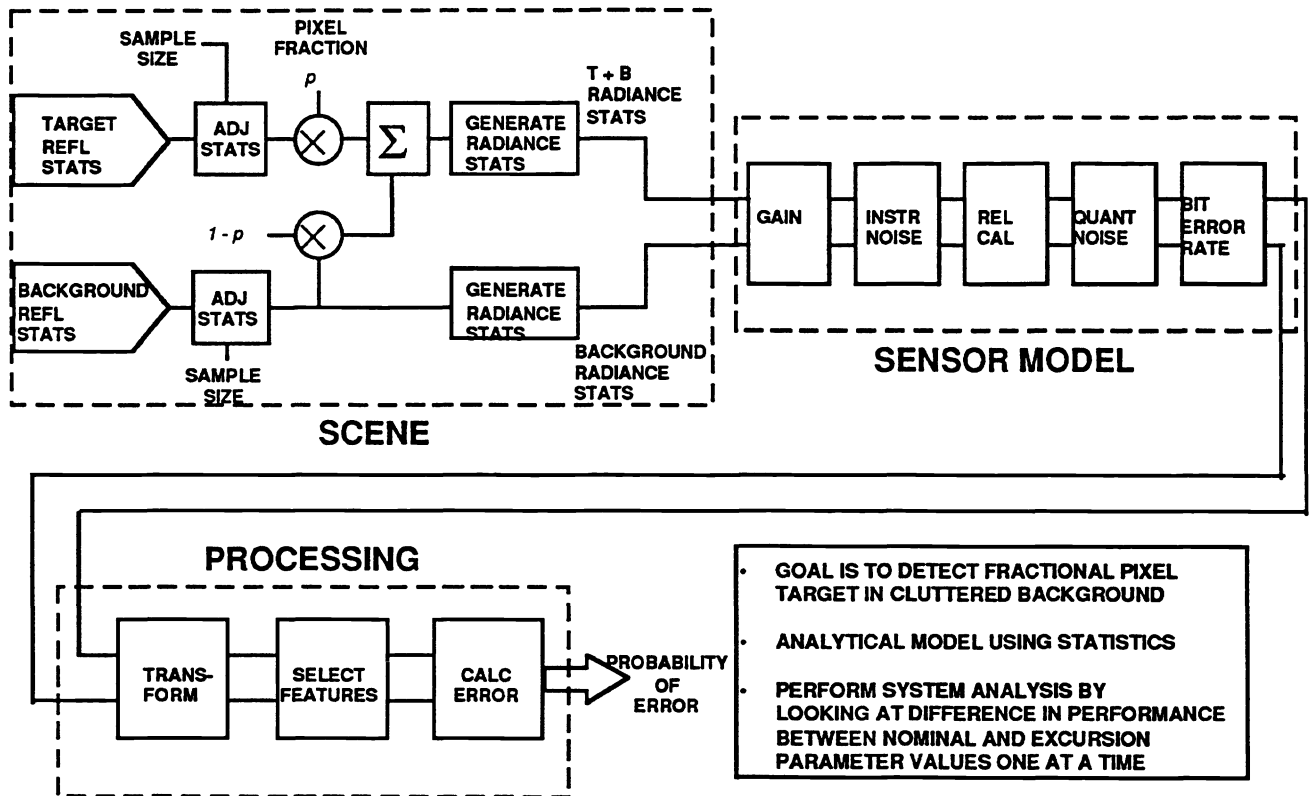 SAMPLE
SIZE
PIXEL
FRACTION
p
TARGET
REFL
STATS
ADJ
STATS
Σ
GENERATE
RADIANCE
STATS
T + B
RADIANCE
STATS
1 - p
BACKGROUND
REFL
STATS
ADJ
STATS
SAMPLE
SIZE
GENERATE
RADIANCE
STATS
BACKGROUND
RADIANCE
STATS
SCENE
GAIN
INSTR
NOISE
REL
CAL
QUANT
NOISE
BIT
ERROR
RATE
SENSOR MODEL
PROCESSING
TRANS-
FORM
SELECT
FEATURES
CALC
ERROR
PROBABILITY
OF
ERROR
• GOAL IS TO DETECT FRACTIONAL PIXEL
TARGET IN CLUTTERED BACKGROUND
• ANALYTICAL MODEL USING STATISTICS
• PERFORM SYSTEM ANALYSIS BY
LOOKING AT DIFFERENCE IN PERFORMANCE
BETWEEN NOMINAL AND EXCURSION
PARAMETER VALUES ONE AT A TIME